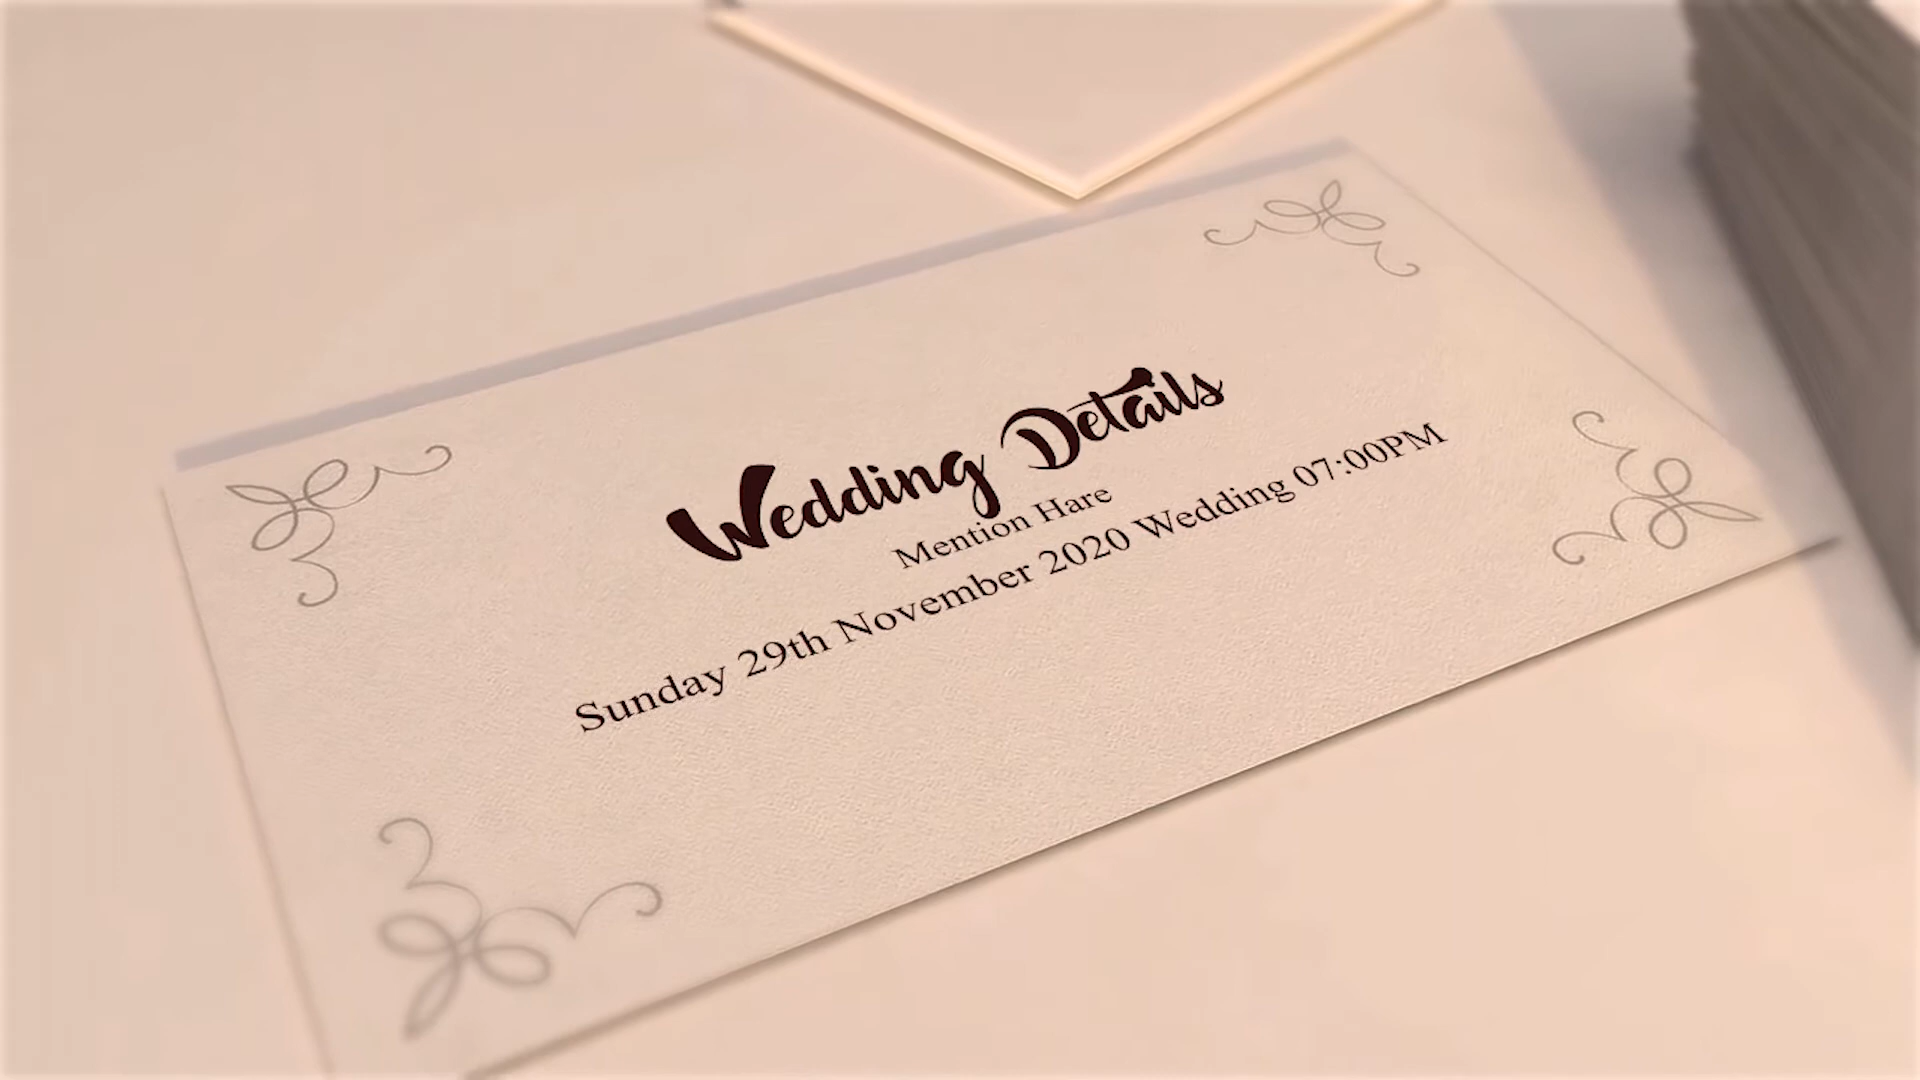 Wedding Details
Mention Hare
Sunday 29th November 2020 Wedding 07:00PM